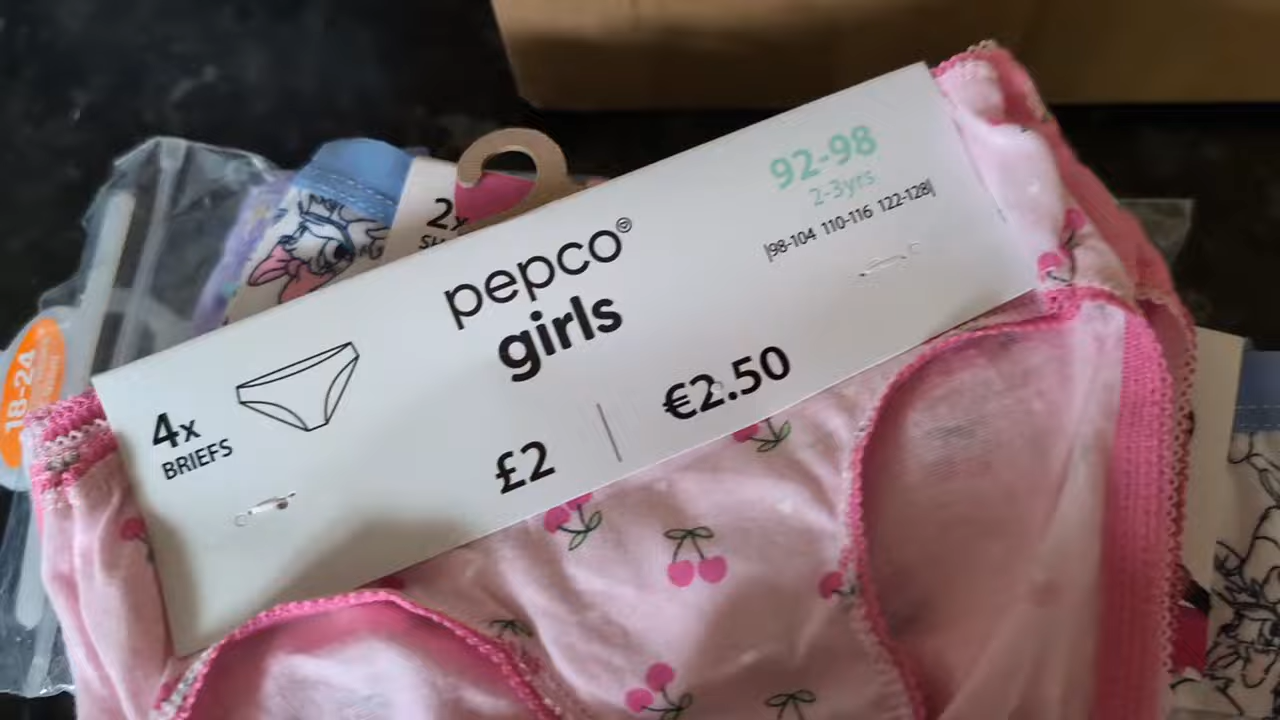 pepco
girls
92-98
2-3yrs
|98-104 110-116 122-128|
4x
BRIEFS
£2 | €2.50
2x
18-24